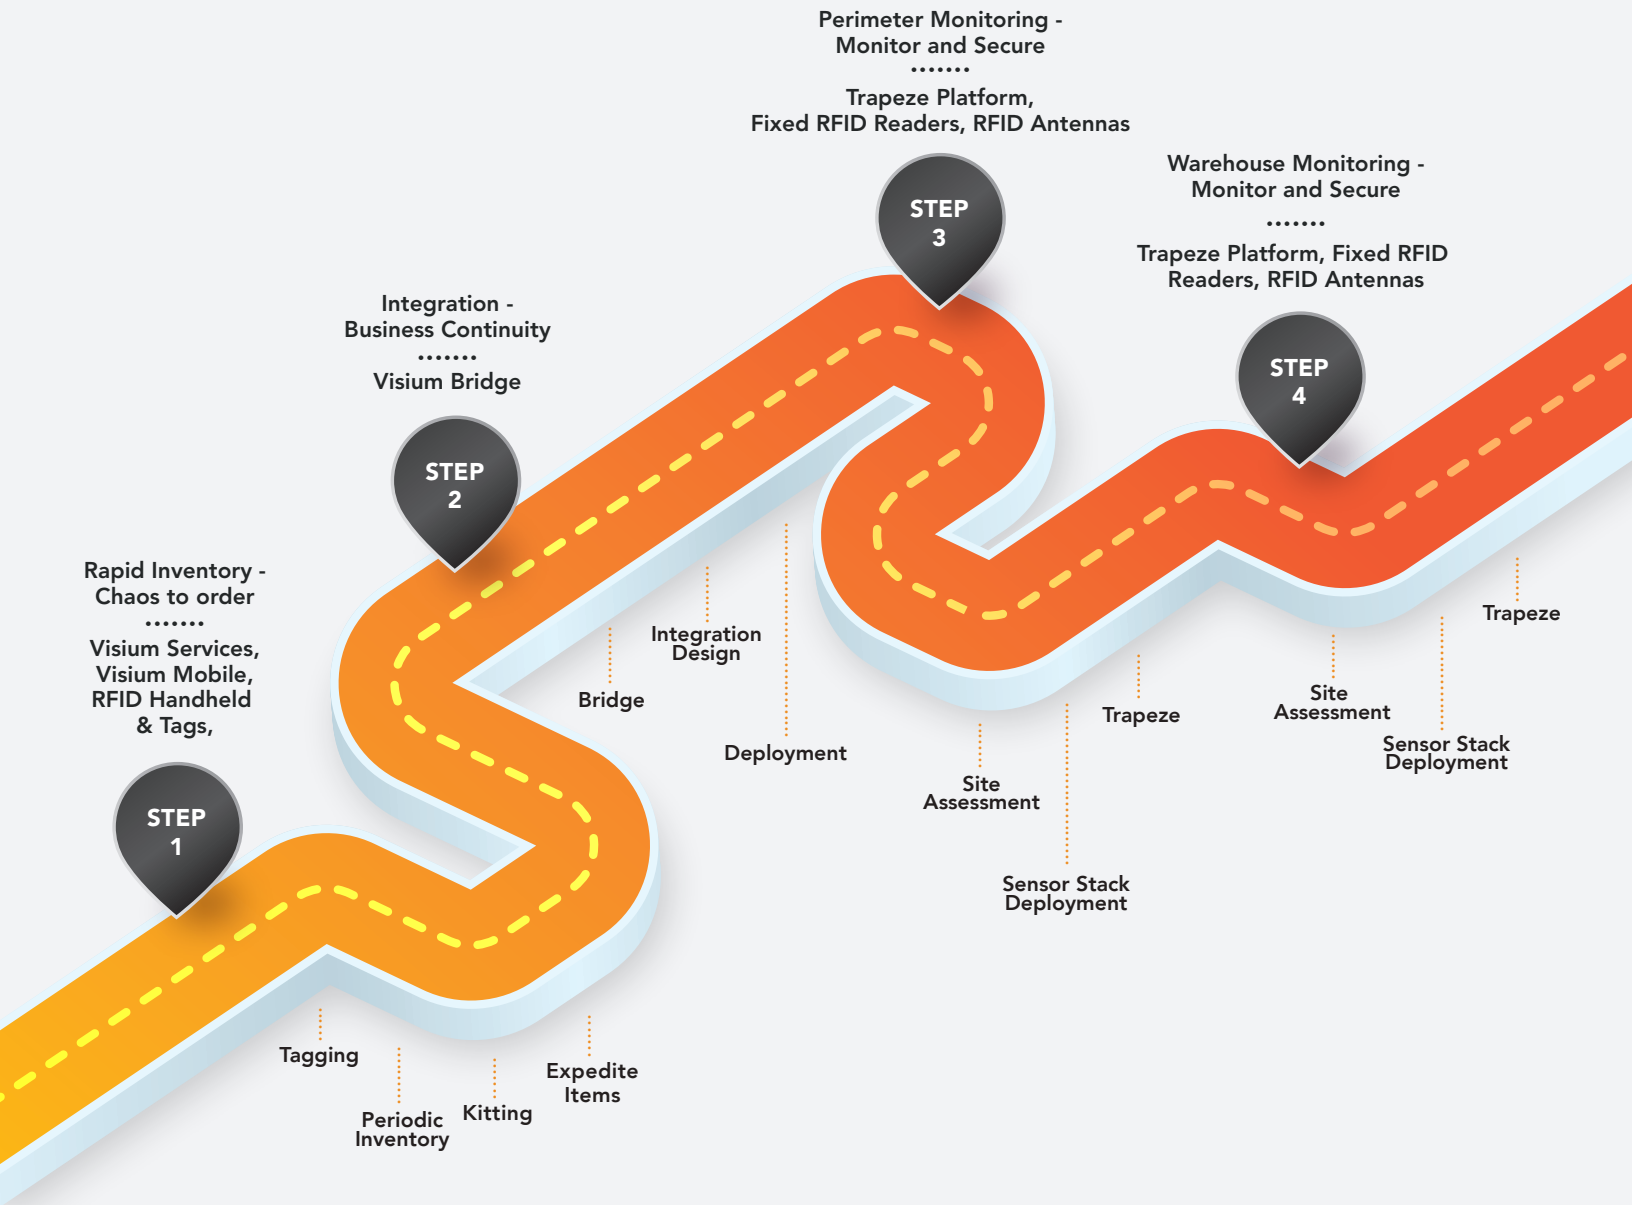 Perimeter Monitoring -
Monitor and Secure
Trapeze Platform,
Fixed RFID Readers, RFID Antennas
STEP
3
Warehouse Monitoring -
Monitor and Secure
Trapeze Platform, Fixed RFID
Readers, RFID Antennas
STEP
4
Integration -
Business Continuity
Visium Bridge
STEP
2
Rapid Inventory -
Chaos to order
Visium Services,
Visium Mobile,
RFID Handheld
& Tags,
STEP
1
Tagging
Periodic
Inventory
Kitting
Expedite
Items
Bridge
Integration
Design
Deployment
Site
Assessment
Sensor Stack
Deployment
Trapeze
Site
Assessment
Sensor Stack
Deployment
Trapeze